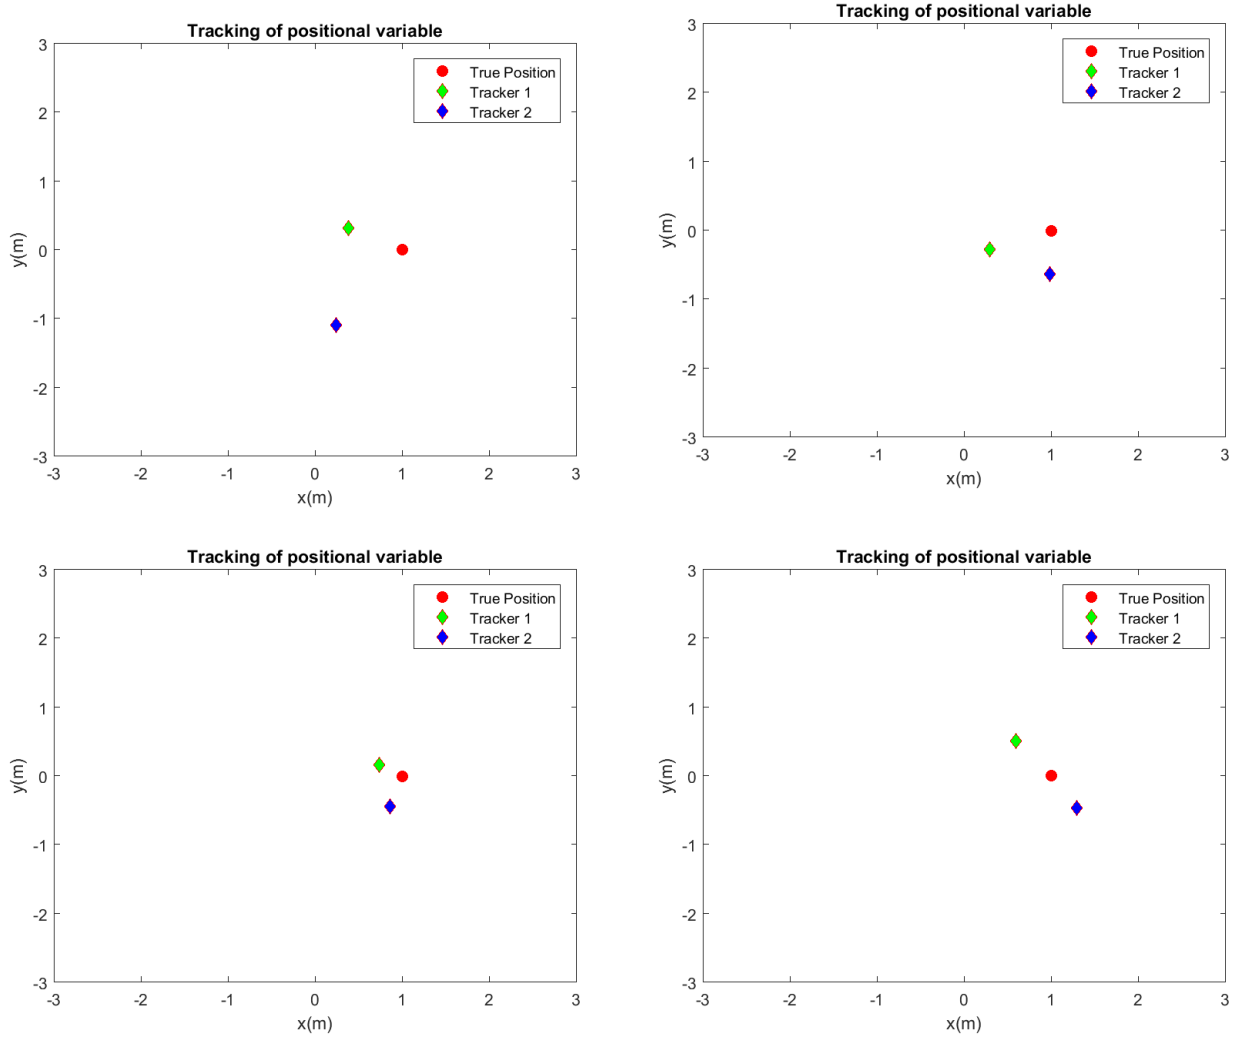 Tracking of positional variable
True Position
Tracker 1
Tracker 2
3
2
1
0
-1
-2
-3
y(m)
-3 -2 -1 0 1 2 3
x(m)
Tracking of positional variable
True Position
Tracker 1
Tracker 2
3
2
1
0
-1
-2
-3
y(m)
-3 -2 -1 0 1 2 3
x(m)
Tracking of positional variable
True Position
Tracker 1
Tracker 2
3
2
1
0
-1
-2
-3
y(m)
-3 -2 -1 0 1 2 3
x(m)
Tracking of positional variable
True Position
Tracker 1
Tracker 2
3
2
1
0
-1
-2
-3
y(m)
-3 -2 -1 0 1 2 3
x(m)